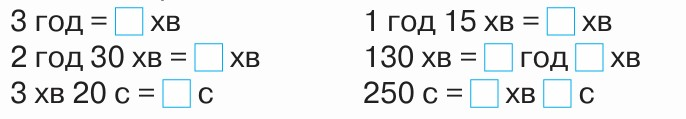 3 год = □ хв
2 год 30 хв = □ хв
3 хв 20 с = □ с
1 год 15 хв = □ хв
130 хв = □ год □ хв
250 с = □ хв □ с